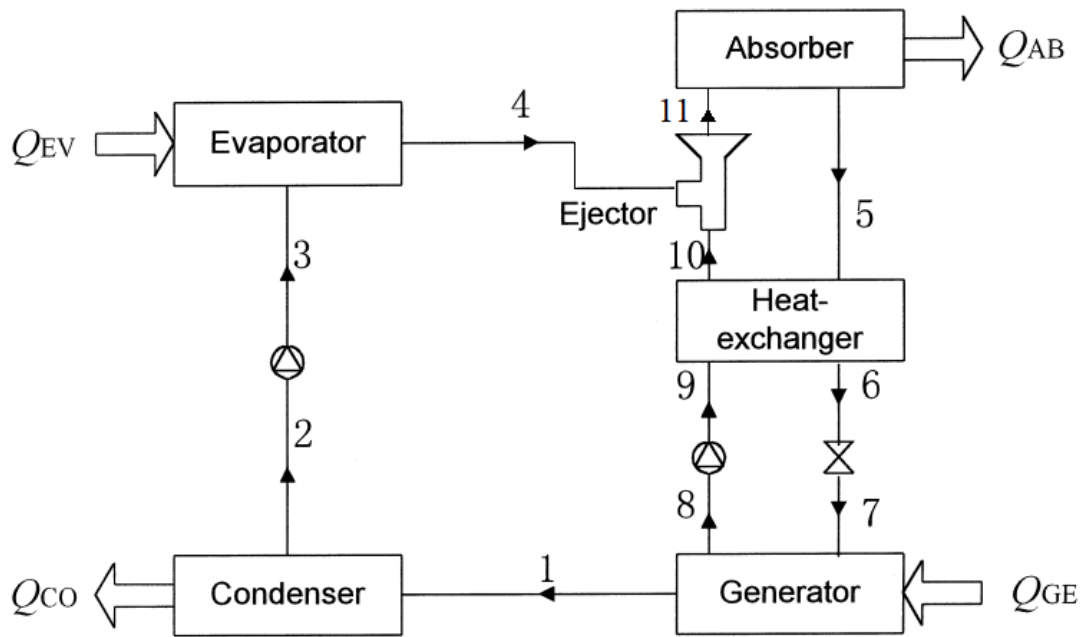 Absorber
QAB
11
4
QEV
Evaporator
Ejector
5
10
3
Heat-
exchanger
9
6
2
8
7
1
QCO
Condenser
Generator
QGE